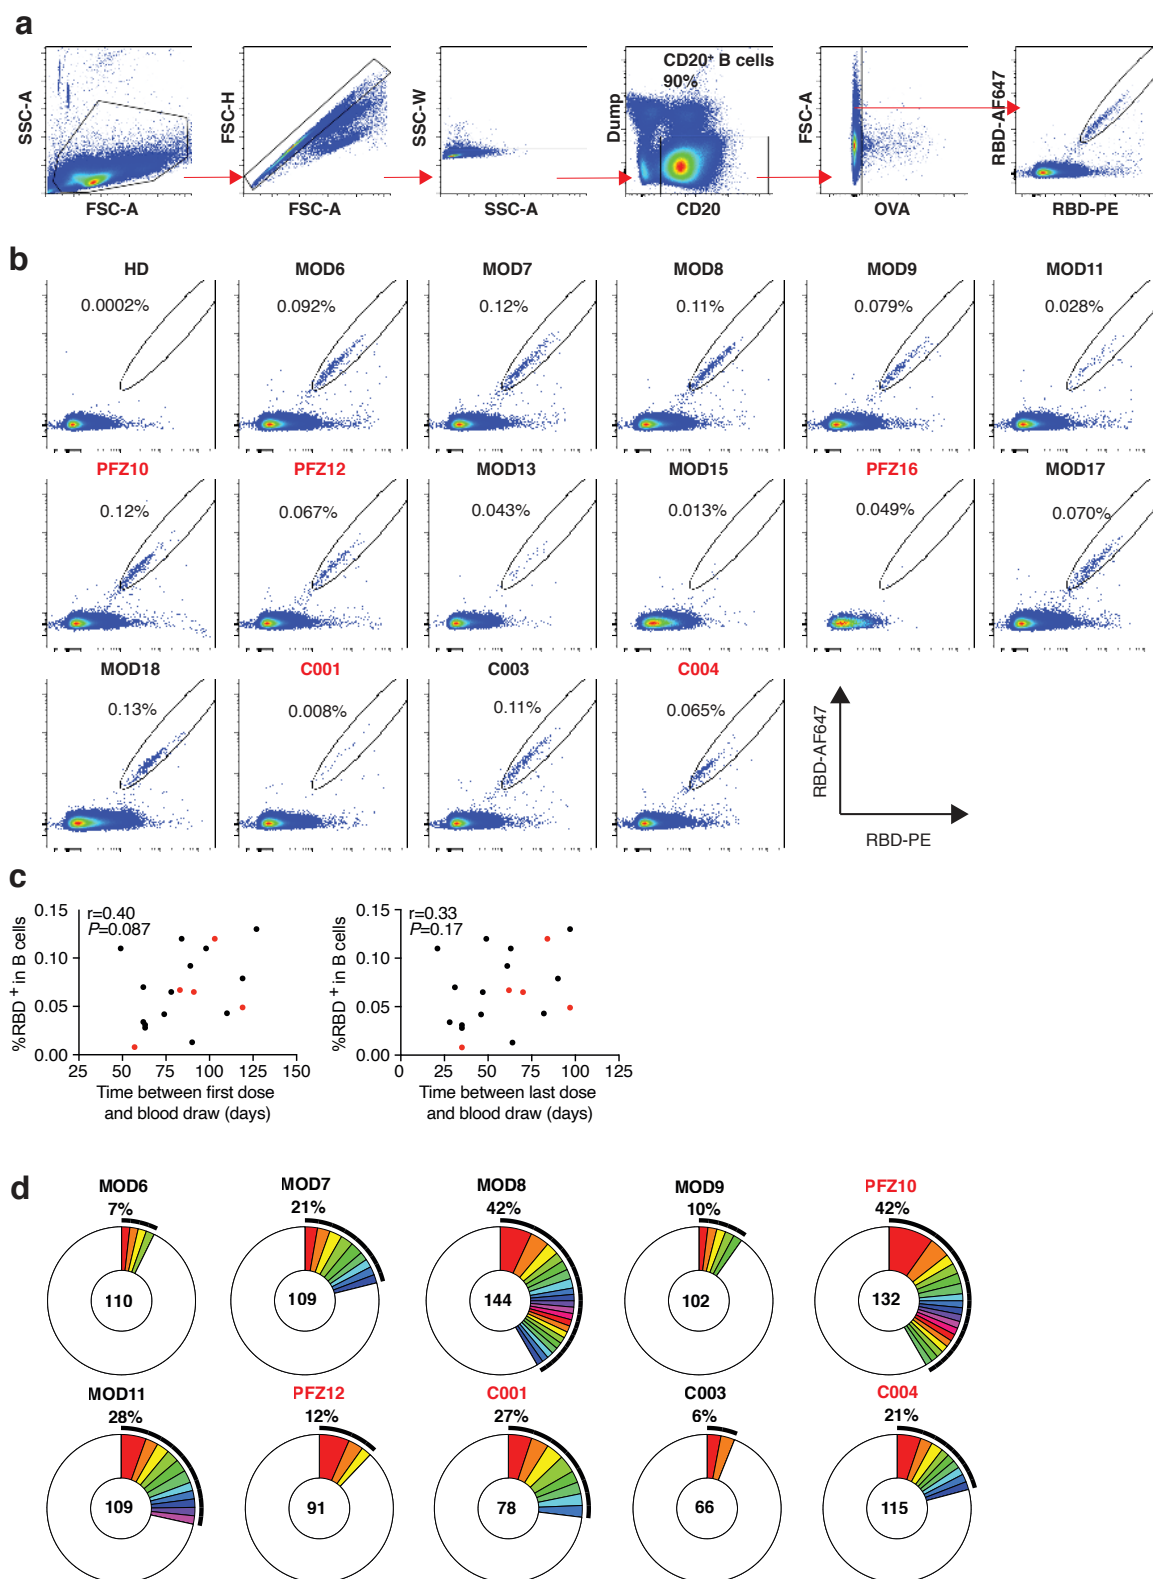 a
SSC-A
FSC-A
FSC-H
FSC-A
SSC-W
SSC-A
Dump
CD20⁺ B cells
90%
CD20
FSC-A
OVA
RBD-AF647
RBD-PE
b
HD
0.0002%
MOD6
0.092%
MOD7
0.12%
MOD8
0.11%
MOD9
0.079%
MOD11
0.028%
PFZ10
0.12%
PFZ12
0.067%
MOD13
0.043%
MOD15
0.013%
PFZ16
0.049%
MOD17
0.070%
MOD18
0.13%
C001
0.008%
C003
0.11%
C004
0.065%
RBD-AF647
RBD-PE
c
%RBD⁺ in B cells
0.15
0.10
0.05
0.00
r=0.40
P=0.087
25 50 75 100 125 150
Time between first dose
and blood draw (days)
%RBD⁺ in B cells
0.15
0.10
0.05
0.00
r=0.33
P=0.17
0 25 50 75 100 125
Time between last dose
and blood draw (days)
d
MOD6
7%
110
MOD7
21%
109
MOD8
42%
144
MOD9
10%
102
PFZ10
42%
132
MOD11
28%
109
PFZ12
12%
91
C001
27%
78
C003
6%
66
C004
21%
115